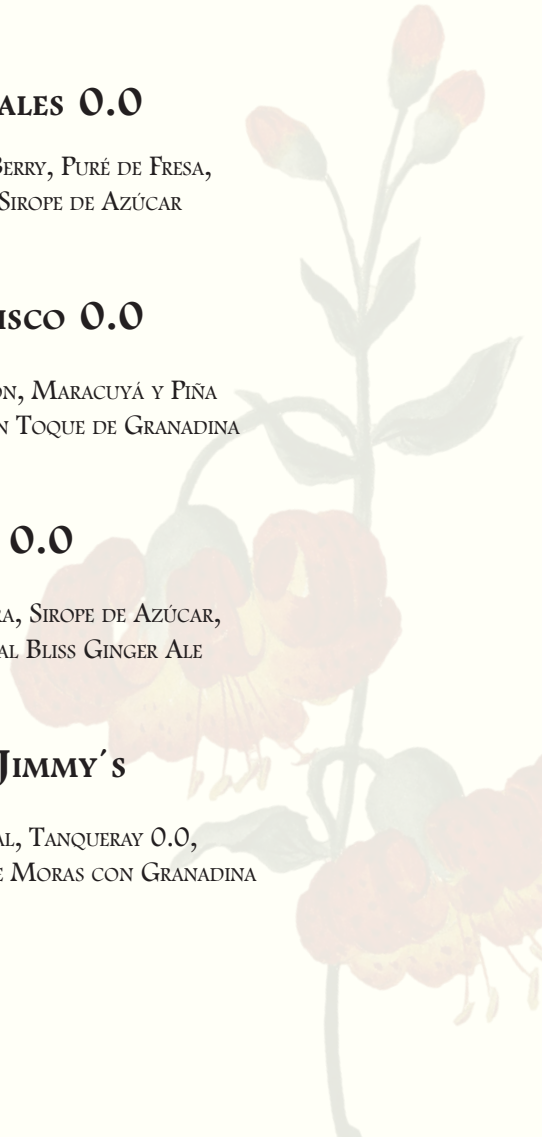 ALES 0.0
BERRY, PURÉ DE FRESA,
SIROPE DE AZÚCAR
ISCO 0.0
ON, MARACUYÁ Y PIÑA
N TOQUE DE GRANADINA
0.0
RA, SIROPE DE AZÚCAR,
AL BLISS GINGER ALE
JIMMY´S
AL, TANQUERAY 0.0,
E MORAS CON GRANADINA